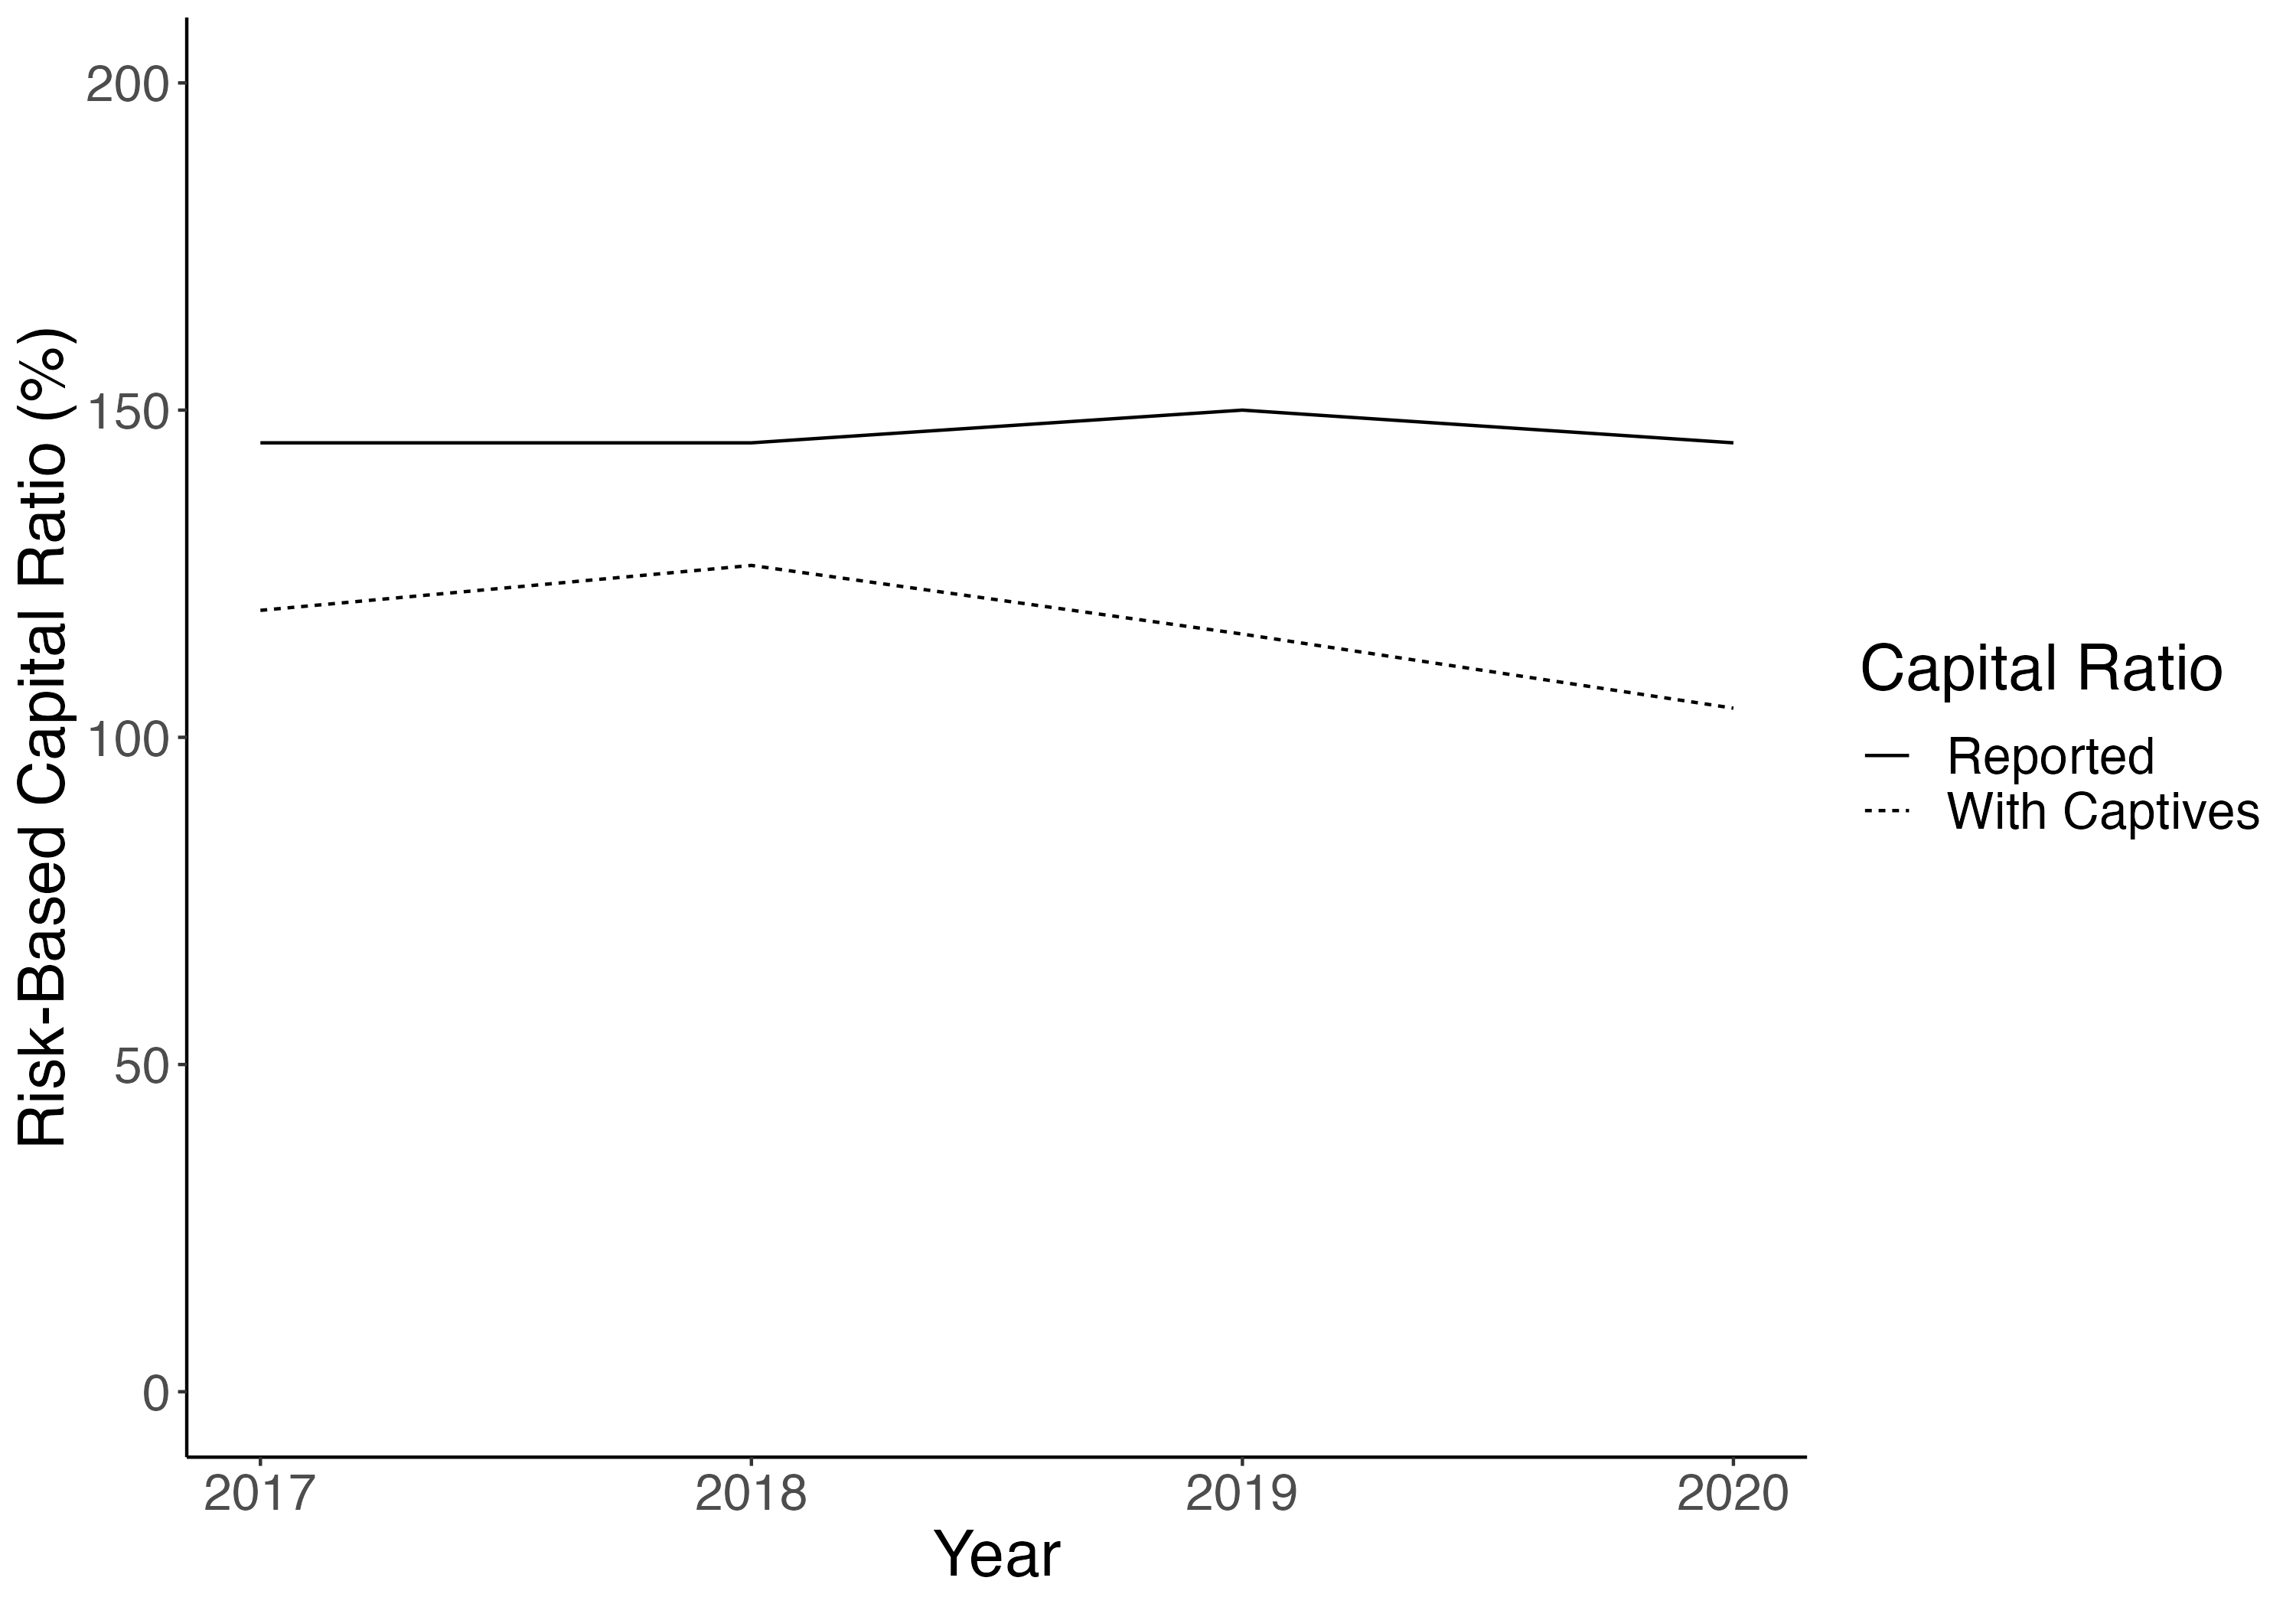 Risk-Based Capital Ratio (%)
200
150
100
50
0
2017 2018 2019 2020
Year
Capital Ratio
Reported
With Captives